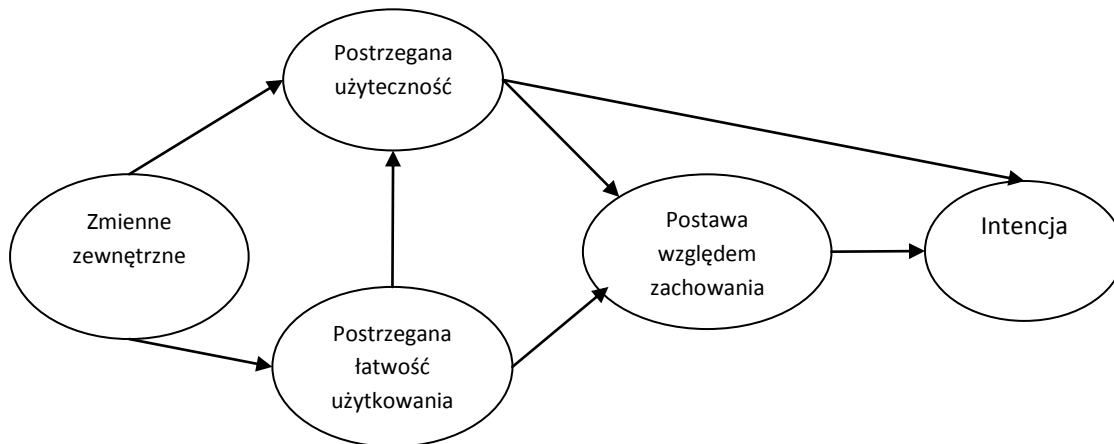 Postrzegana
użyteczność
Zmienne
zewnętrzne
Postawa
względem
zachowania
Intencja
Postrzegana
łatwość
użytkowania